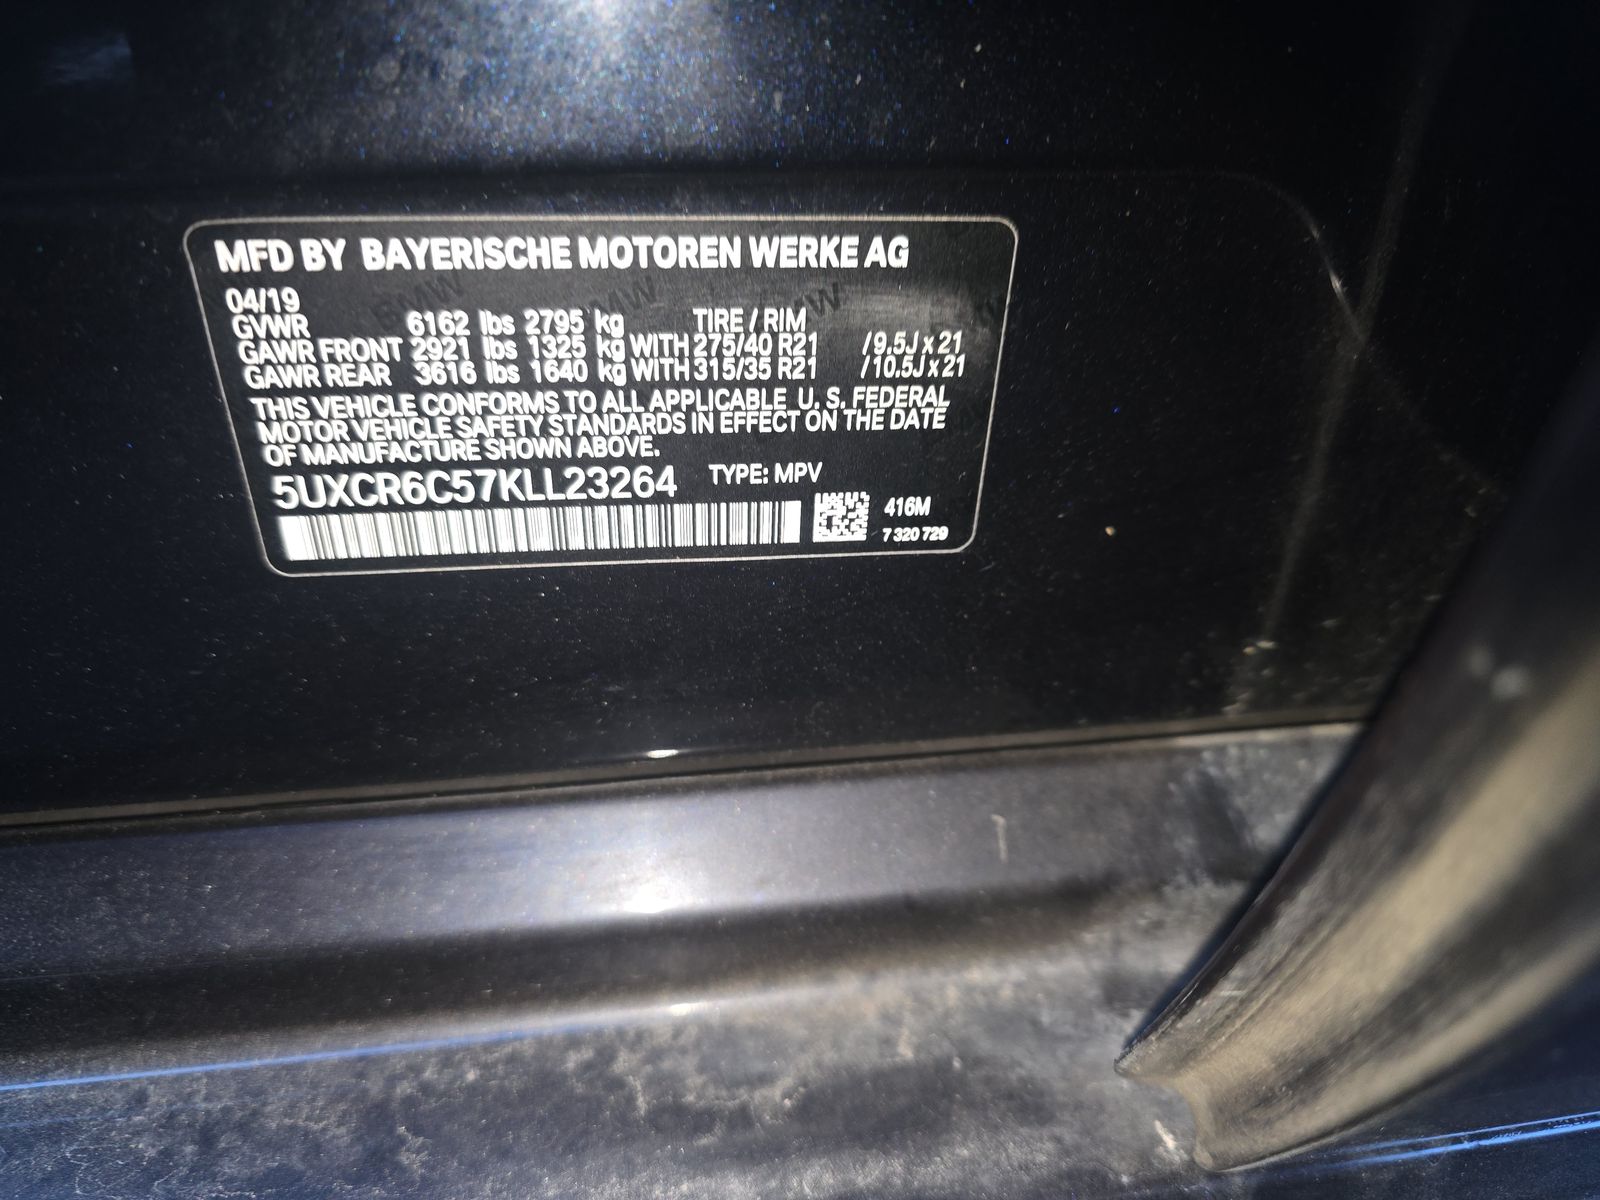 MFD BY BAYERISCHE MOTOREN WERKE AG
04/19
GVWR 6162 lbs 2795 kg TIRE / RIM
GAWR FRONT 2921 lbs 1325 kg WITH 275/40 R21 / 9.5J x 21
GAWR REAR 3616 lbs 1640 kg WITH 315/35 R21 / 10.5J x 21
THIS VEHICLE CONFORMS TO ALL APPLICABLE U. S. FEDERAL
MOTOR VEHICLE SAFETY STANDARDS IN EFFECT ON THE DATE
OF MANUFACTURE SHOWN ABOVE.
5UXCR6C57KLL23264 TYPE: MPV
416M
7 320 729
BMW BMW BMW